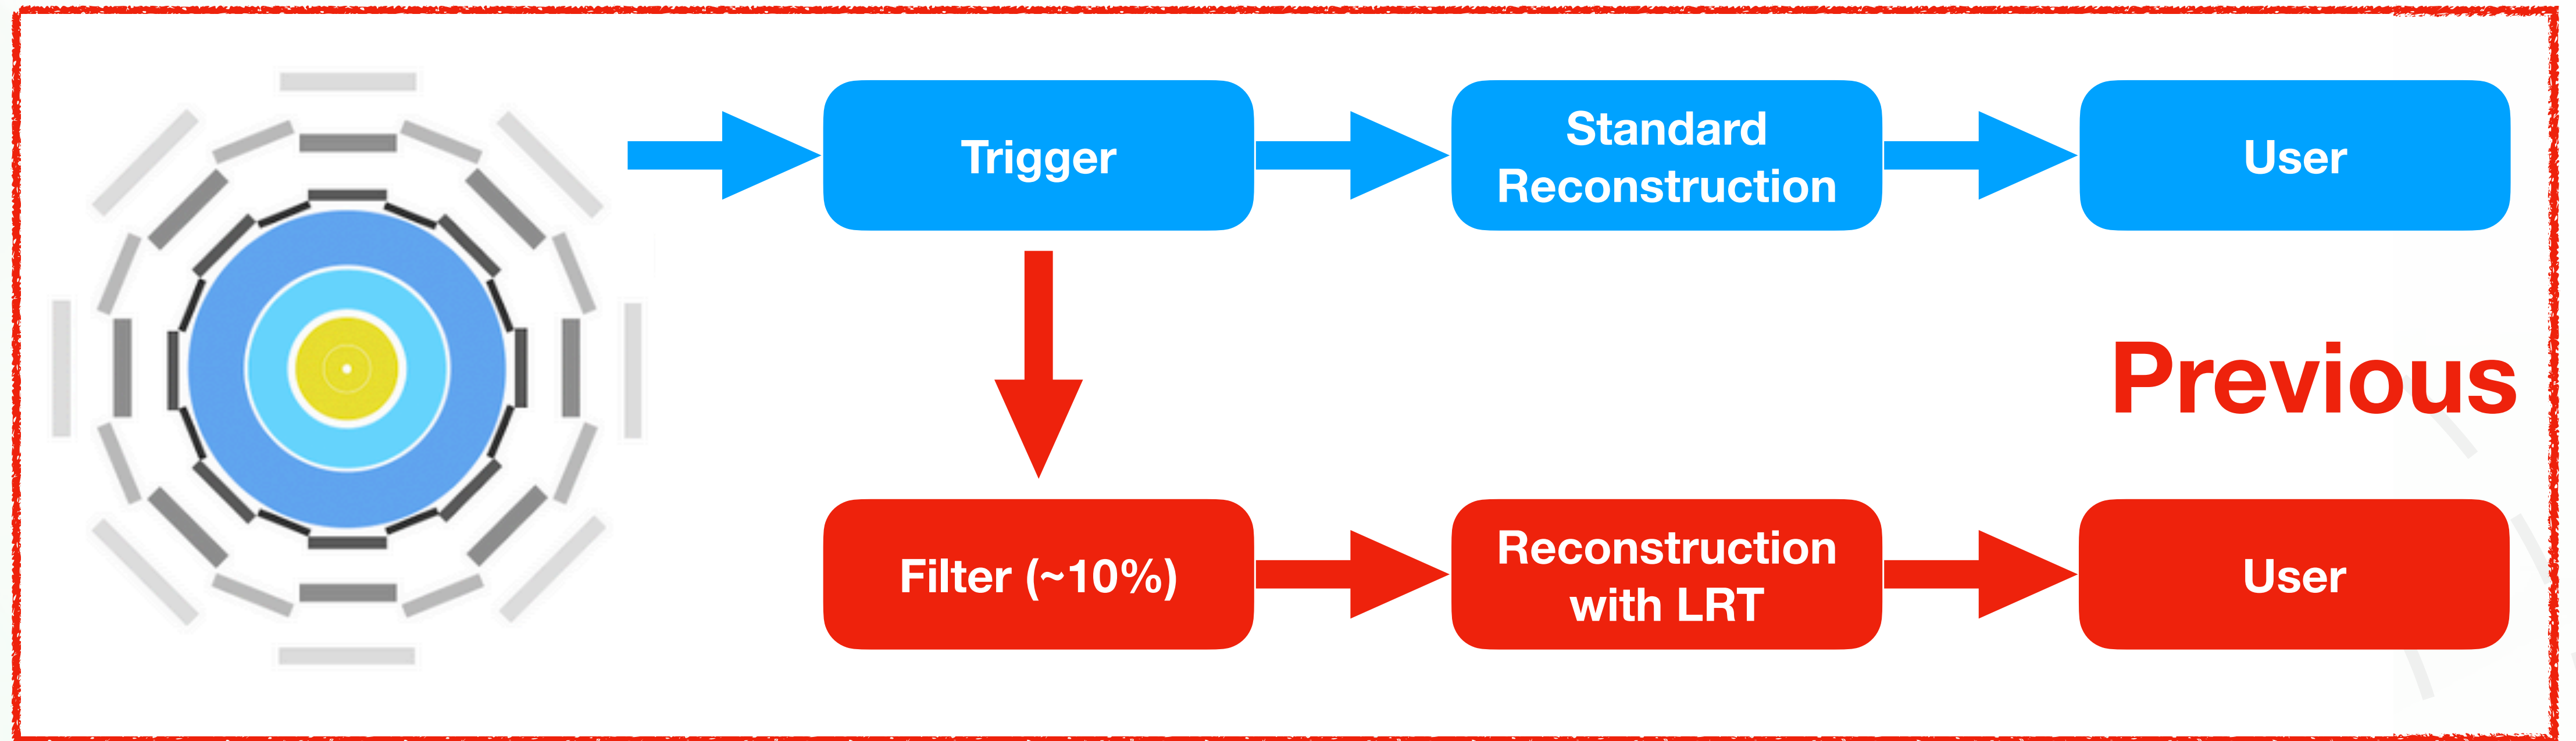 Trigger
Standard
Reconstruction
User
Previous
Filter (~10%)
Reconstruction
with LRT
User